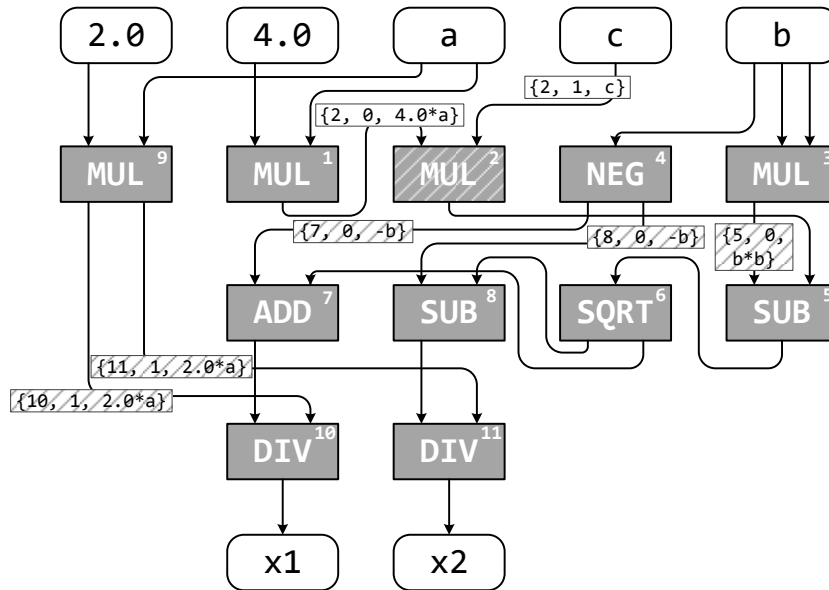 2.0
4.0
a
c
b
{2, 1, c}
{2, 0, 4.0*a}
MUL 9
MUL 1
MUL 2
NEG 4
MUL 3
{7, 0, -b}
{8, 0, -b}
{5, 0,
b*b}
ADD 7
SUB 8
SQRT 6
SUB 5
{11, 1, 2.0*a}
{10, 1, 2.0*a}
DIV 10
DIV 11
x1
x2